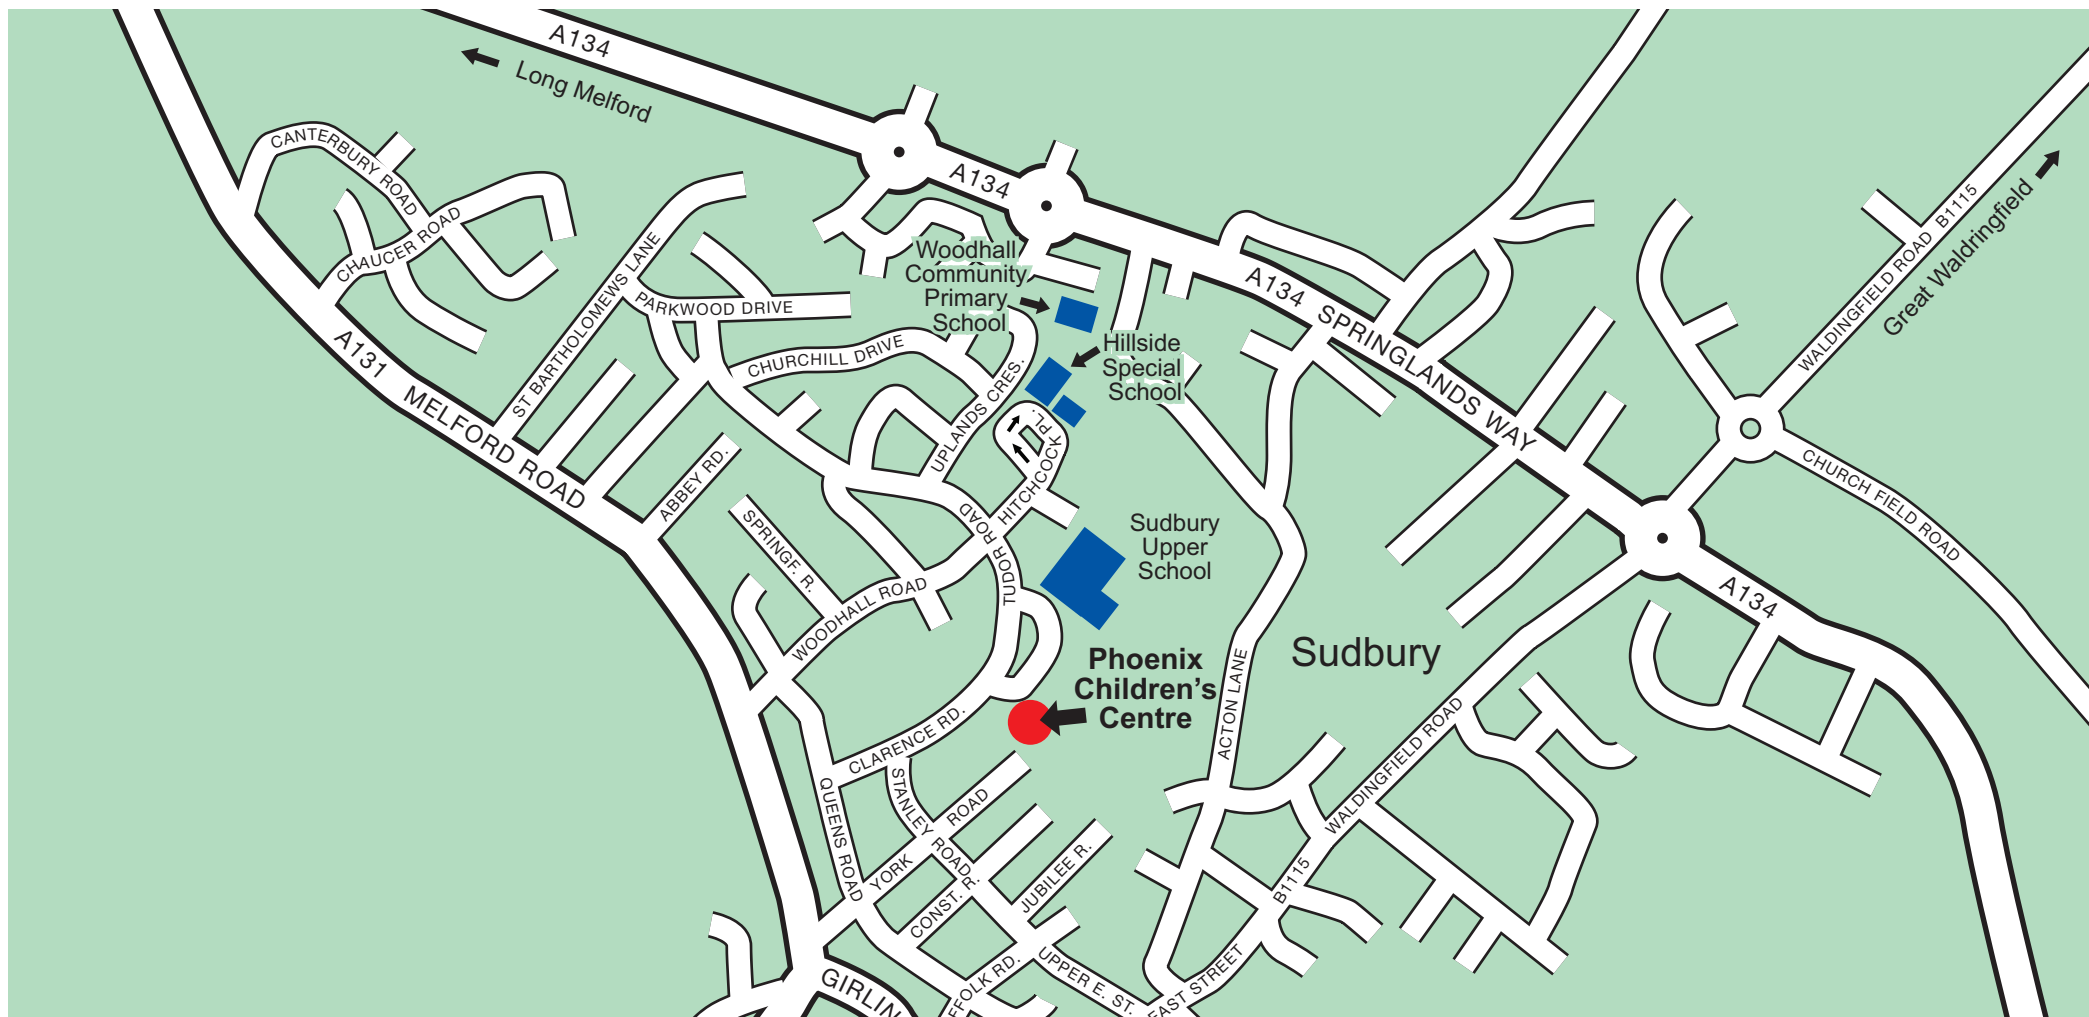 A134
Long Melford
CANTERBURY ROAD
CHAUCER ROAD
A134
Woodhall
Community
Primary
School
ST BARTHOLOMEWS LANE
PARKWOOD DRIVE
A134
SPRINGLANDS WAY
WALDINGFIELD ROAD
B1115
Great Waldringfield
A131
MELFORD ROAD
CHURCHILL DRIVE
UPLANDS CRES.
Hillside
Special
School
HITCHCOCK PL.
ABBEY RD.
SPRINGF. R.
CHURCH FIELD ROAD
Sudbury
Upper
School
TUDOR ROAD
WOODHALL ROAD
A134
Sudbury
Phoenix
Children's
Centre
ACTON LANE
CLARENCE RD.
WALDINGFIELD ROAD
B1115
QUEENS ROAD
STANLEY ROAD
YORK ROAD
CONST. R.
JUBILEE R.
GIRLIN
FFOLK RD.
UPPER E. ST.
EAST STREET